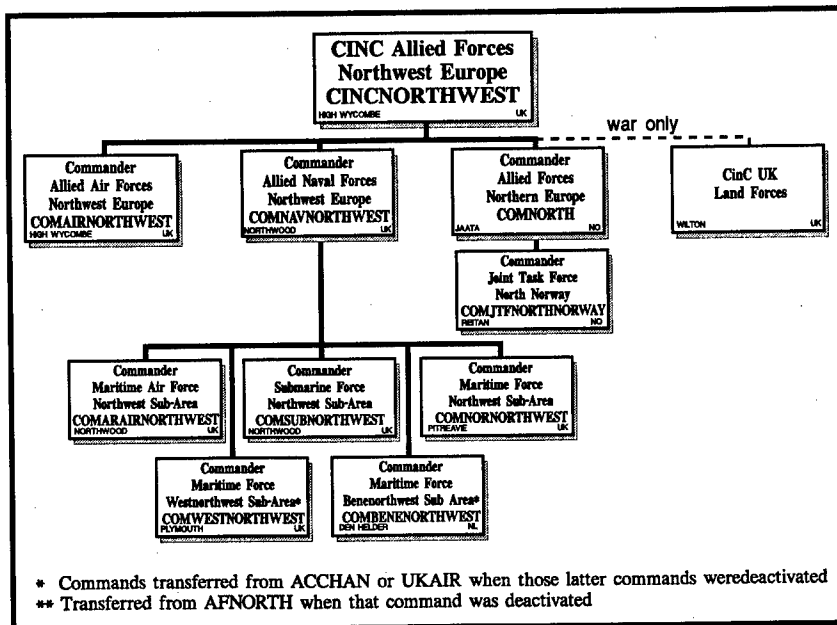 CINC Allied Forces
Northwest Europe
CINCNORTHWEST
HIGH WYCOMBE UK
war only
Commander
Allied Air Forces
Northwest Europe
COMAIRNORTHWEST
HIGH WYCOMBE UK
Commander
Allied Naval Forces
Northwest Europe
COMNAVNORTHWEST
NORTHWOOD UK
Commander
Allied Forces
Northern Europe
COMNORTH
JAATA NO
CinC UK
Land Forces
WILTON UK
Commander
Joint Task Force
North Norway
COMJTFNORTHNORWAY
REITAN NO
Commander
Maritime Air Force
Northwest Sub-Area
COMARAIRNORTHWEST
NORTHWOOD UK
Commander
Submarine Force
Northwest Sub-Area
COMSUBNORTHWEST
NORTHWOOD UK
Commander
Maritime Force
Northwest Sub-Area
COMNORNORTHWEST
PITREAVIE UK
Commander
Maritime Force
Westnorthwest Sub-Area*
COMWESTNORTHWEST
PLYMOUTH UK
Commander
Maritime Force
Benenorthwest Sub Area*
COMBENENORTHWEST
DEN HELDER NL
* Commands transferred from ACCHAN or UKAIR when those latter commands weredeactivated
** Transferred from AFNORTH when that command was deactivated